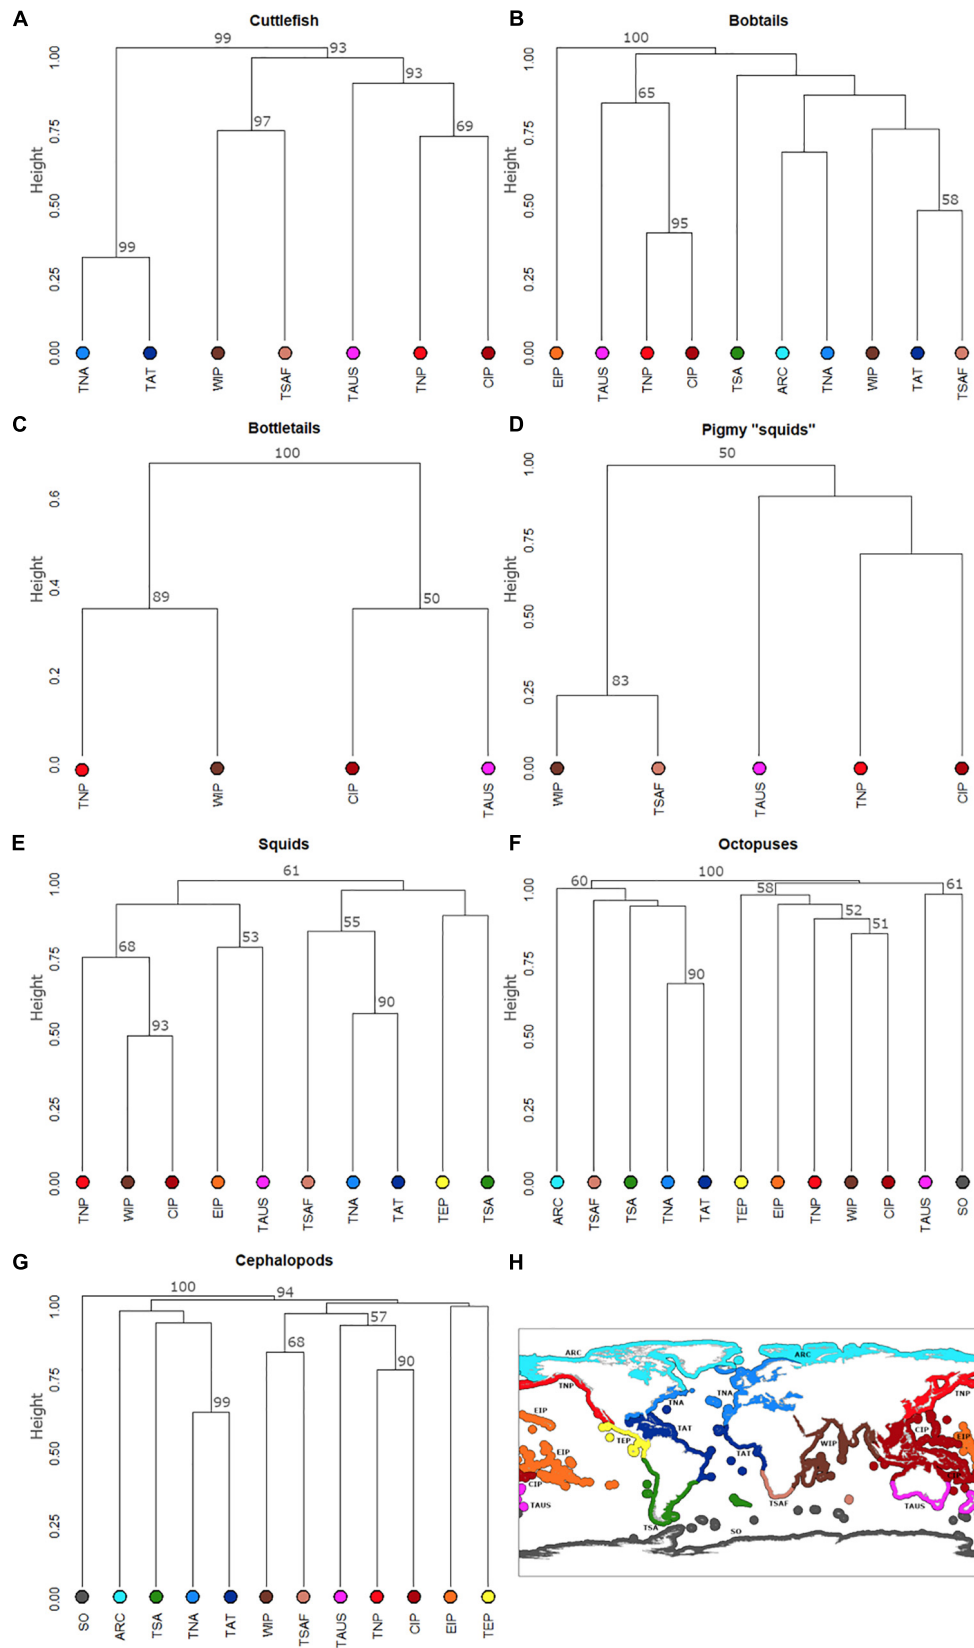 A
Cuttlefish
99
93
93
97
69
99
Height
1.00
0.75
0.50
0.25
0.00
TNA
TAT
WIP
TSAF
TAUS
TNP
CIP
B
Bobtails
100
65
95
58
Height
1.00
0.75
0.50
0.25
0.00
EIP
TAUS
TNP
CIP
TSA
ARC
TNA
WIP
TAT
TSAF
C
Bottletails
100
89
50
Height
0.6
0.4
0.2
0.0
TNP
WIP
CIP
TAUS
D
Pigmy "squids"
50
83
Height
1.00
0.75
0.50
0.25
0.00
WIP
TSAF
TAUS
TNP
CIP
E
Squids
61
68
53
55
93
90
Height
1.00
0.75
0.50
0.25
0.00
TNP
WIP
CIP
EIP
TAUS
TSAF
TNA
TAT
TEP
TSA
F
Octopuses
100
60
58
61
52
51
90
Height
1.00
0.75
0.50
0.25
0.00
ARC
TSAF
TSA
TNA
TAT
TEP
EIP
TNP
WIP
CIP
TAUS
SO
G
Cephalopods
100
94
57
68
90
99
Height
1.00
0.75
0.50
0.25
0.00
SO
ARC
TSA
TNA
TAT
WIP
TSAF
TAUS
TNP
CIP
EIP
TEP
H
ARC
ARC
TNP
TNA
TNA
TNP
EIP
TAT
CIP
EIP
TEP
WIP
EIP
TAT
CIP
CIP
TAUS
TSAF
TAUS
TSA
SO